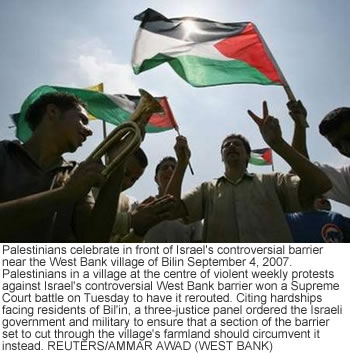 Palestinians celebrate in front of Israel's controversial barrier
near the West Bank village of Bilin September 4, 2007.
Palestinians in a village at the centre of violent weekly protests
against Israel's controversial West Bank barrier won a Supreme
Court battle on Tuesday to have it rerouted. Citing hardships
facing residents of Bil'in, a three-justice panel ordered the Israeli
government and military to ensure that a section of the barrier
set to cut through the village's farmland should circumvent it
instead. REUTERS/AMMAR AWAD (WEST BANK)